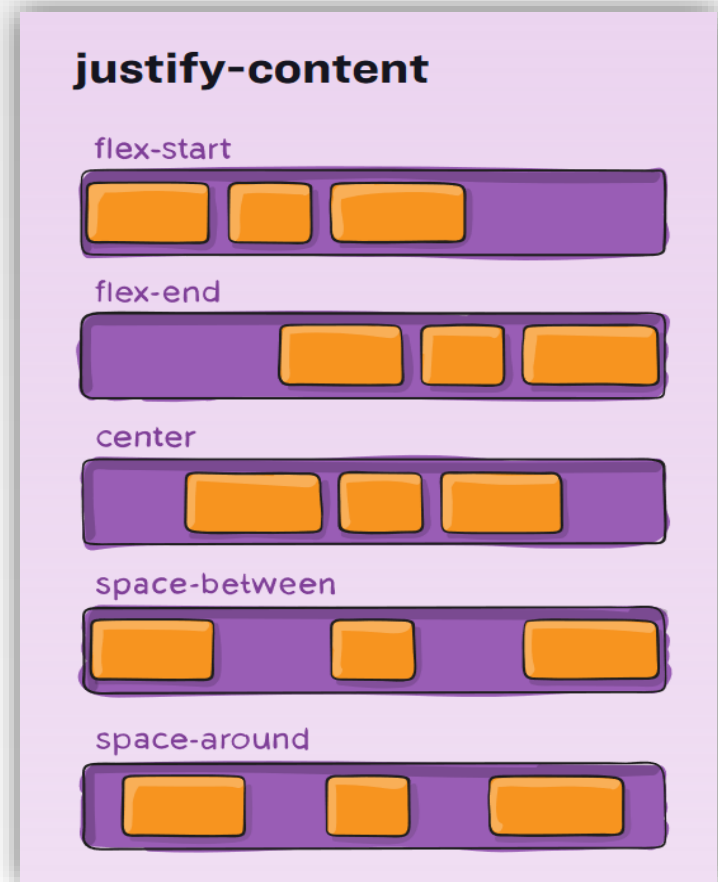 justify-content
flex-start
flex-end
center
space-between
space-around